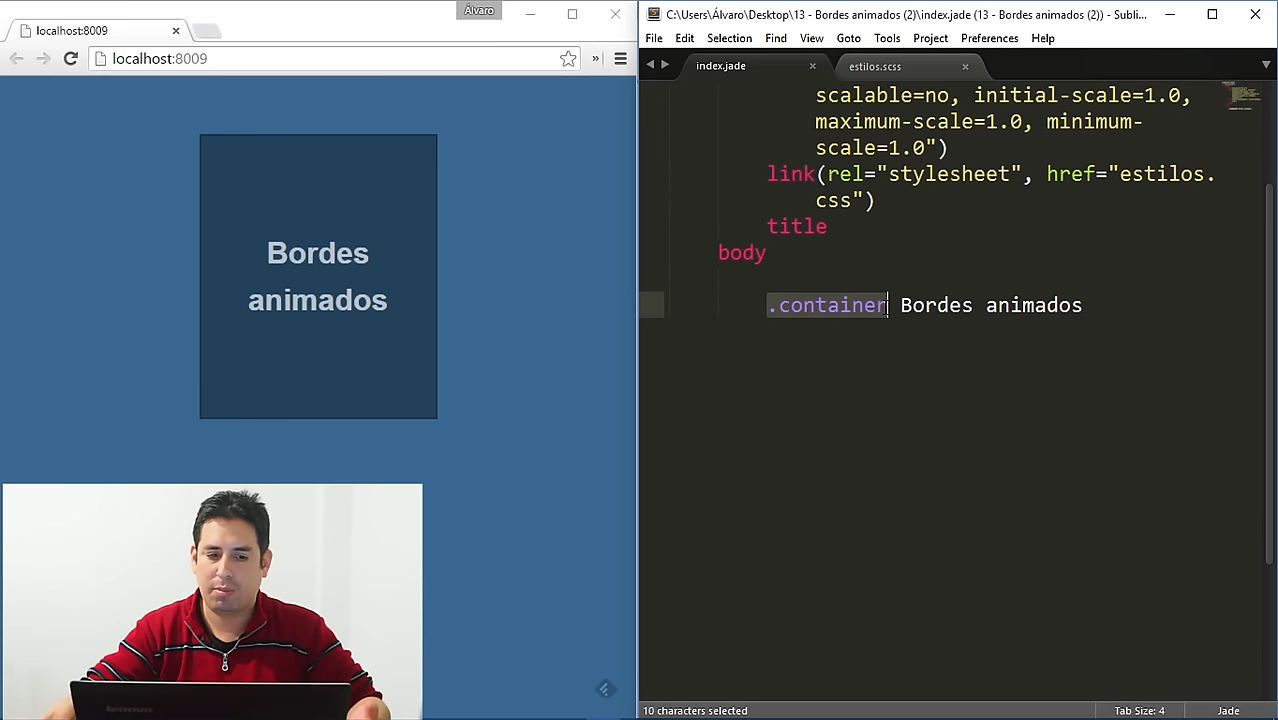 localhost:8009
Álvaro
localhost:8009
»
Bordes
animados
lenovo
C:\Users\Álvaro\Desktop\13 - Bordes animados (2)\index.jade (13 - Bordes animados (2)) - Subli...
File Edit Selection Find View Goto Tools Project Preferences Help
index.jade
estilos.scss
scalable=no, initial-scale=1.0,
maximum-scale=1.0, minimum-
scale=1.0")
link(rel="stylesheet", href="estilos.
css")
title
body
.container Bordes animados
10 characters selected
Tab Size: 4
Jade